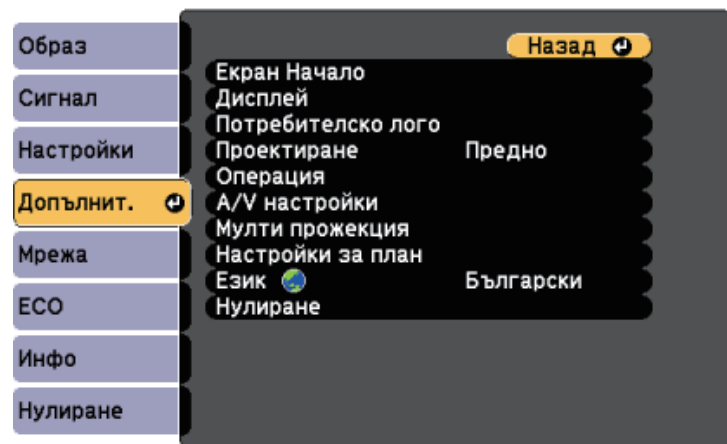 Образ
Сигнал
Настройки
Допълнит.
Мрежа
ECO
Инфо
Нулиране
Назад
Екран Начало
Дисплей
Потребителско лого
Проектиране Предно
Операция
A/V настройки
Мулти прожекция
Настройки за план
Език Български
Нулиране